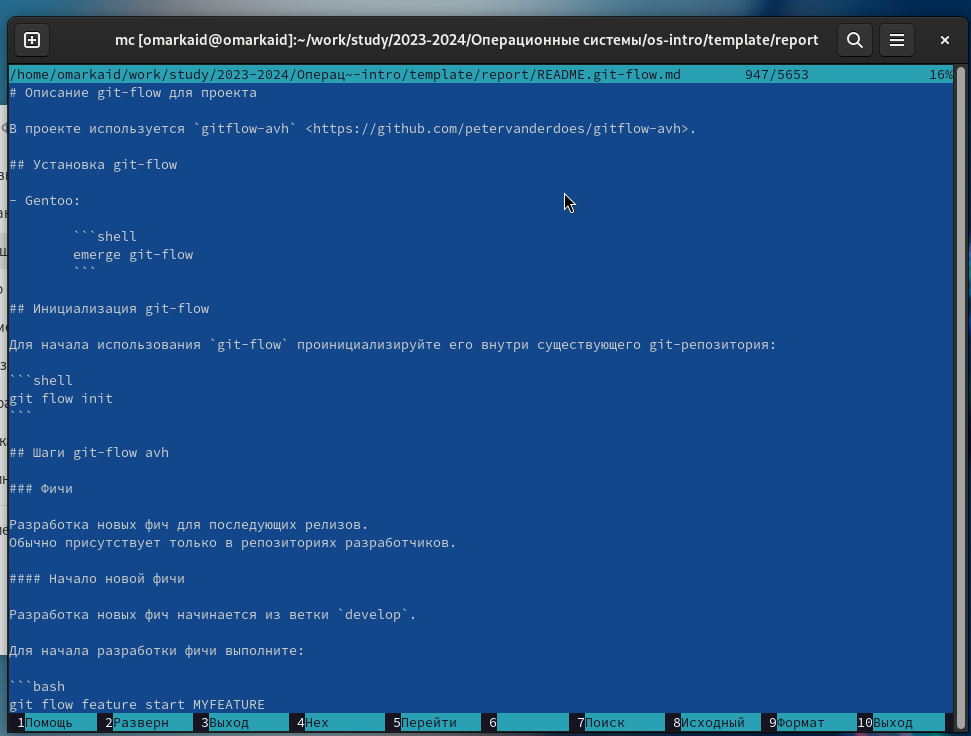 mc [omarkaid@omarkaid]:~/work/study/2023-2024/Операционные системы/os-intro/template/report
/home/omarkaid/work/study/2023-2024/Операц~-intro/template/report/README.git-flow.md 947/5653 16%
# Описание git-flow для проекта
В проекте используется `gitflow-avh` <https://github.com/petervanderdoes/gitflow-avh>.
## Установка git-flow
- Gentoo:
```shell
emerge git-flow
```
## Инициализация git-flow
Для начала использования `git-flow` проинициализируйте его внутри существующего git-репозитория:
```shell
git flow init
```
## Шаги git-flow avh
### Фичи
Разработка новых фич для последующих релизов.
Обычно присутствует только в репозиториях разработчиков.
#### Начало новой фичи
Разработка новых фич начинается из ветки `develop`.
Для начала разработки фичи выполните:
```bash
git flow feature start MYFEATURE
1Помощь 2Разверн 3Выход 4Hex 5Перейти 6 7Поиск 8Исходный 9Формат 10Выход